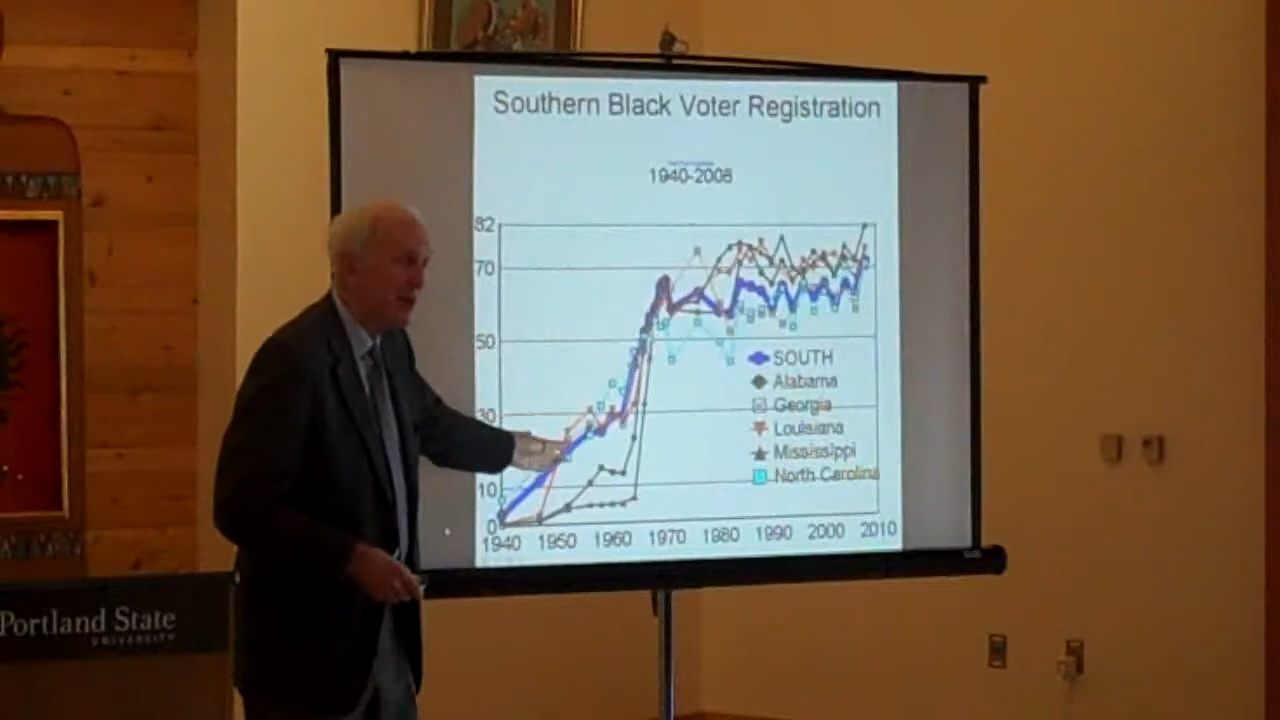 Southern Black Voter Registration
1940-2008
82
70
50
30
10
0
1940 1950 1960 1970 1980 1990 2000 2010
SOUTH
Alabama
Georgia
Louisiana
Mississippi
North Carolina
Portland State
UNIVERSITY